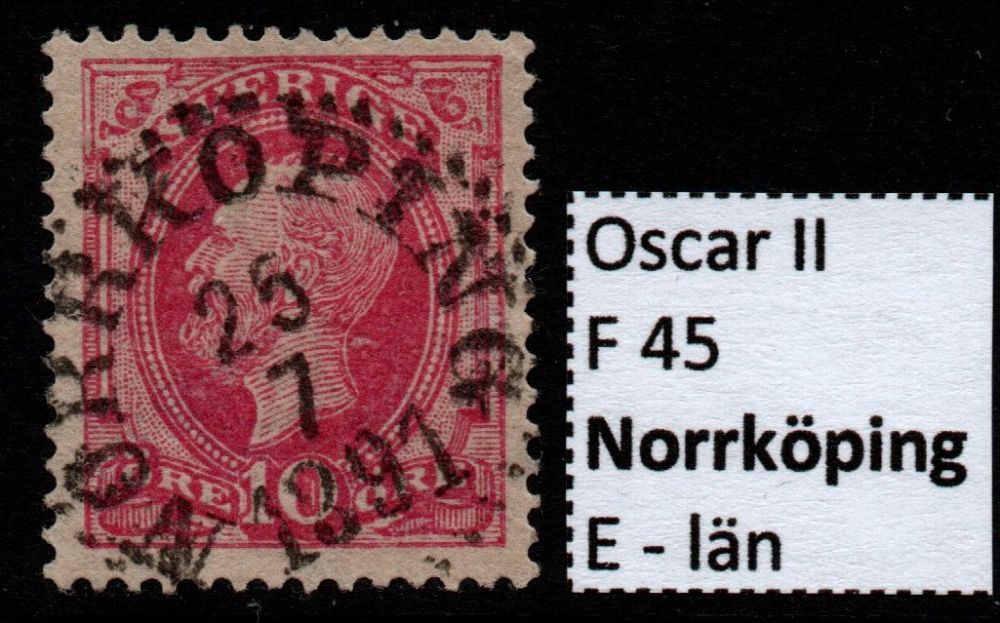 SVERIGE
NORRKÖPING
25
7
1891
10
ÖRE
ÖRE
Oscar II
F 45
Norrköping
E - län